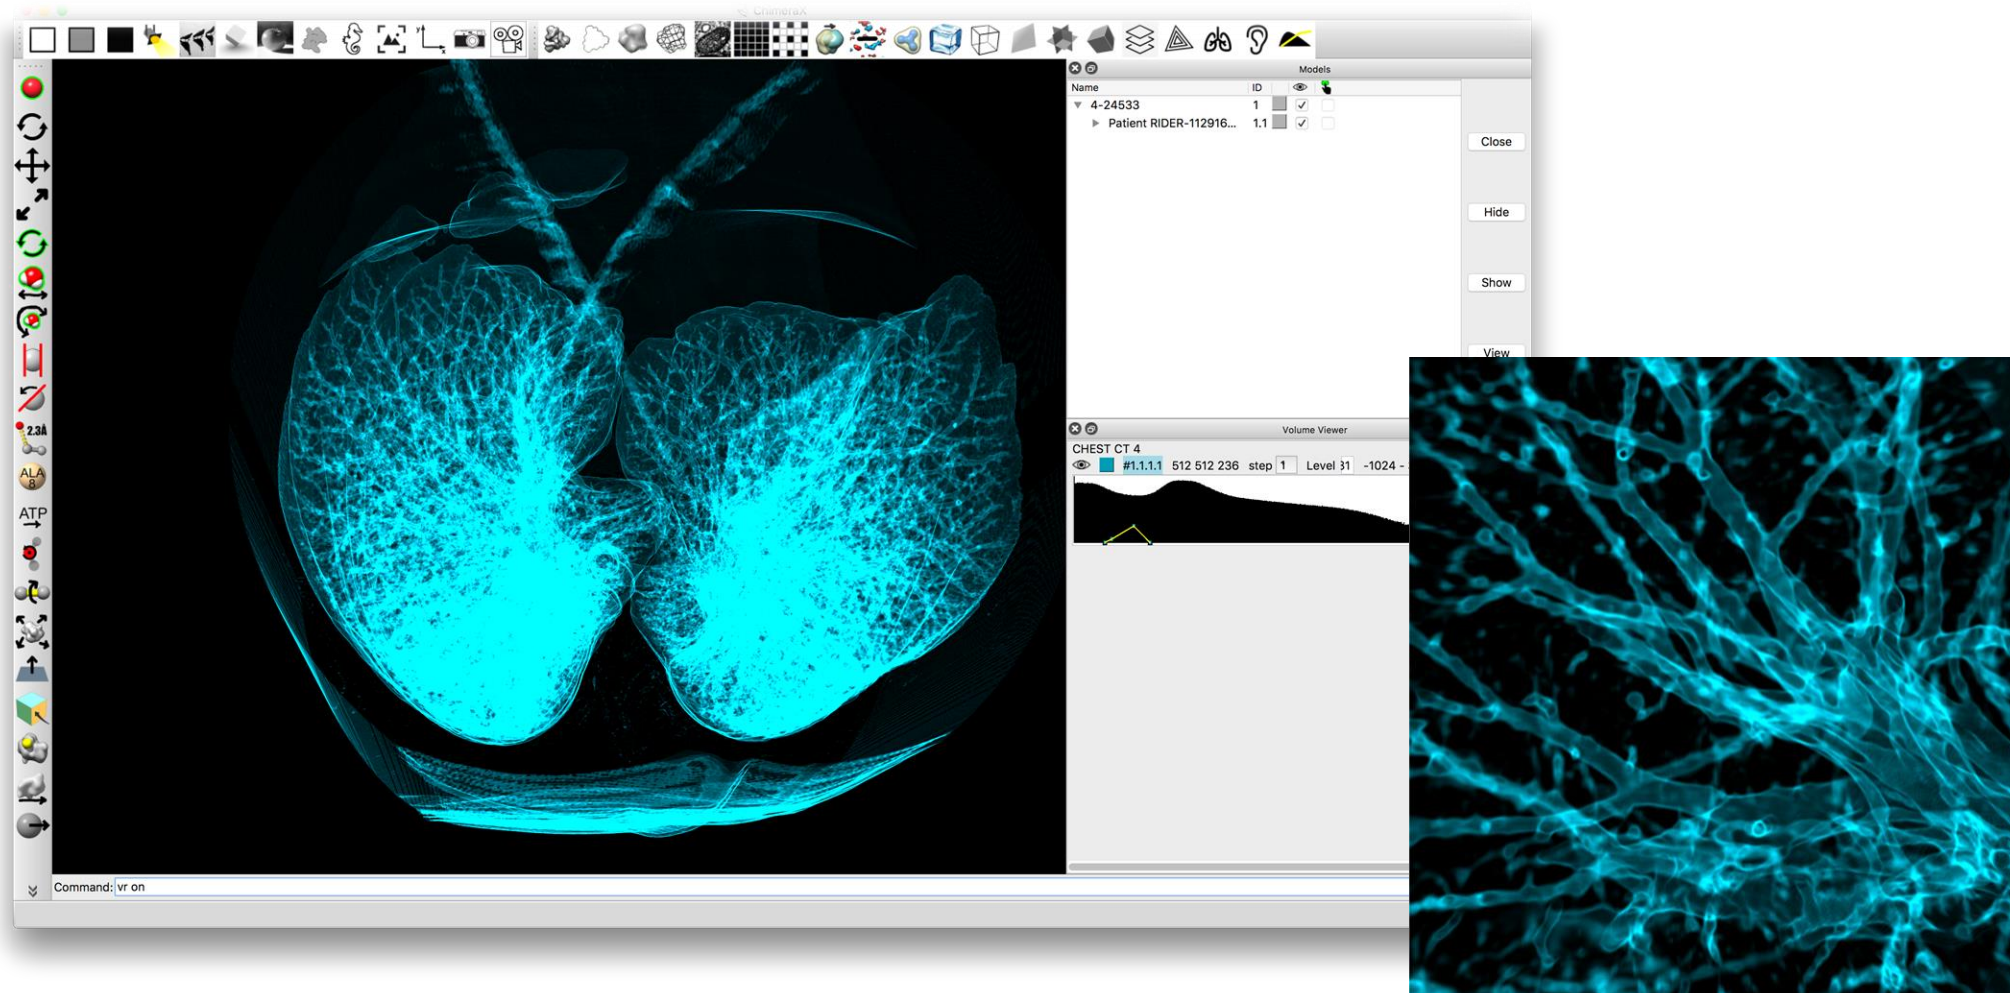 ChimeraX
Models
Name ID
4-24533 1
Patient RIDER-112916... 1.1
Close
Hide
Show
View
2.3Å
ALA
8
ATP
Volume Viewer
CHEST CT 4
#1.1.1.1 512 512 236 step 1 Level 31 -1024 -
Command: vr on